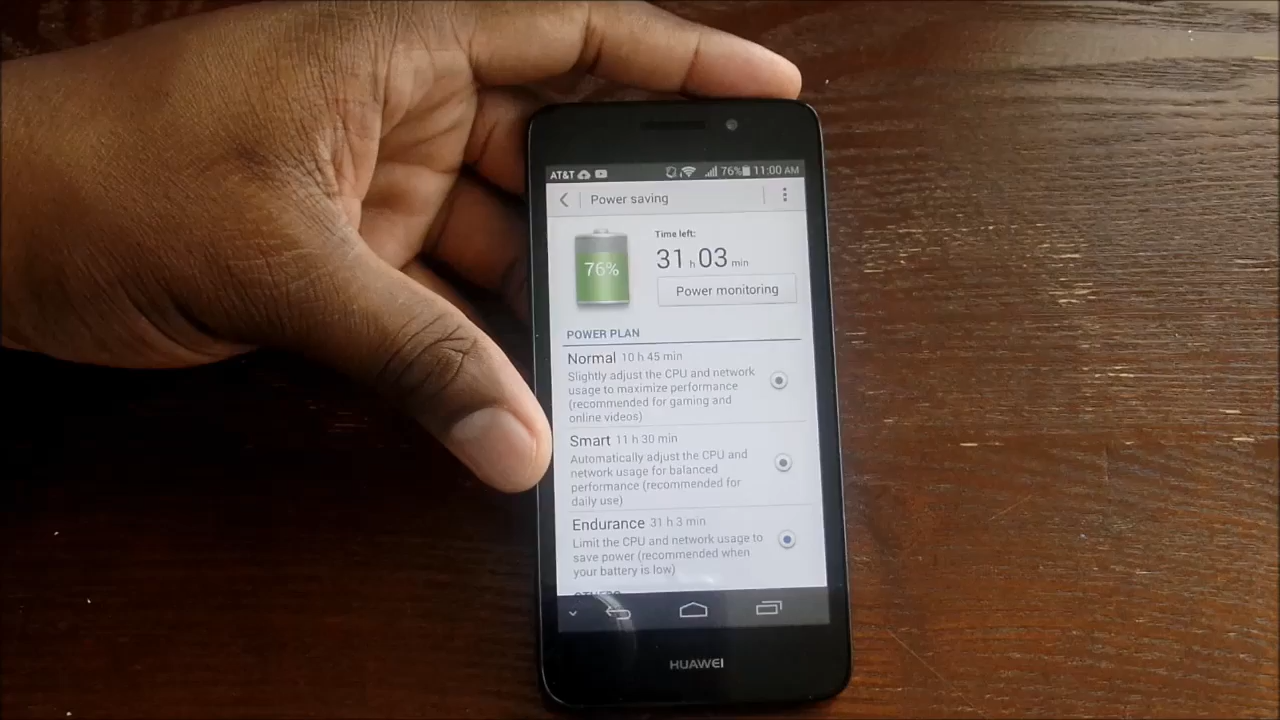 AT&T 76% 11:00 AM
Power saving
Time left:
31 h 03 min
76%
Power monitoring
POWER PLAN
Normal 10 h 45 min
Slightly adjust the CPU and network
usage to maximize performance
(recommended for gaming and
online videos)
Smart 11 h 30 min
Automatically adjust the CPU and
network usage for balanced
performance (recommended for
daily use)
Endurance 31 h 3 min
Limit the CPU and network usage to
save power (recommended when
your battery is low)
OTHERS
HUAWEI